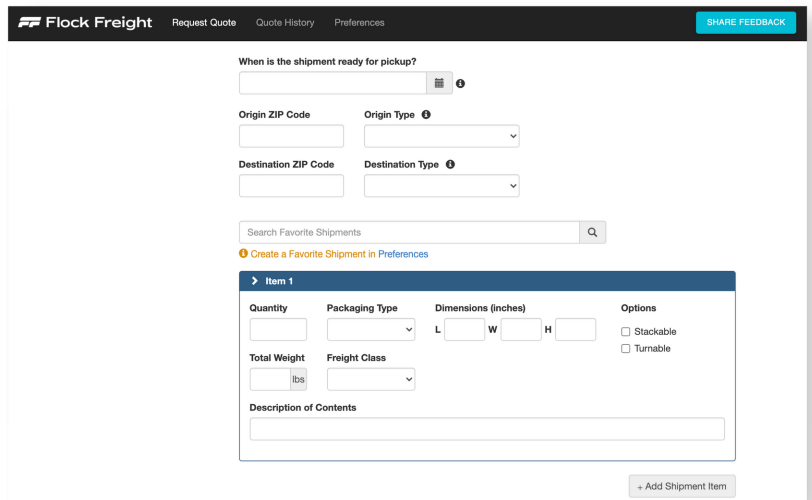 Flock Freight Request Quote Quote History Preferences SHARE FEEDBACK
When is the shipment ready for pickup?
Origin ZIP Code Origin Type
Destination ZIP Code Destination Type
Search Favorite Shipments
Create a Favorite Shipment in Preferences
Item 1
Quantity Packaging Type Dimensions (inches) Options
L W H Stackable
Turnable
Total Weight Freight Class
lbs
Description of Contents
+ Add Shipment Item